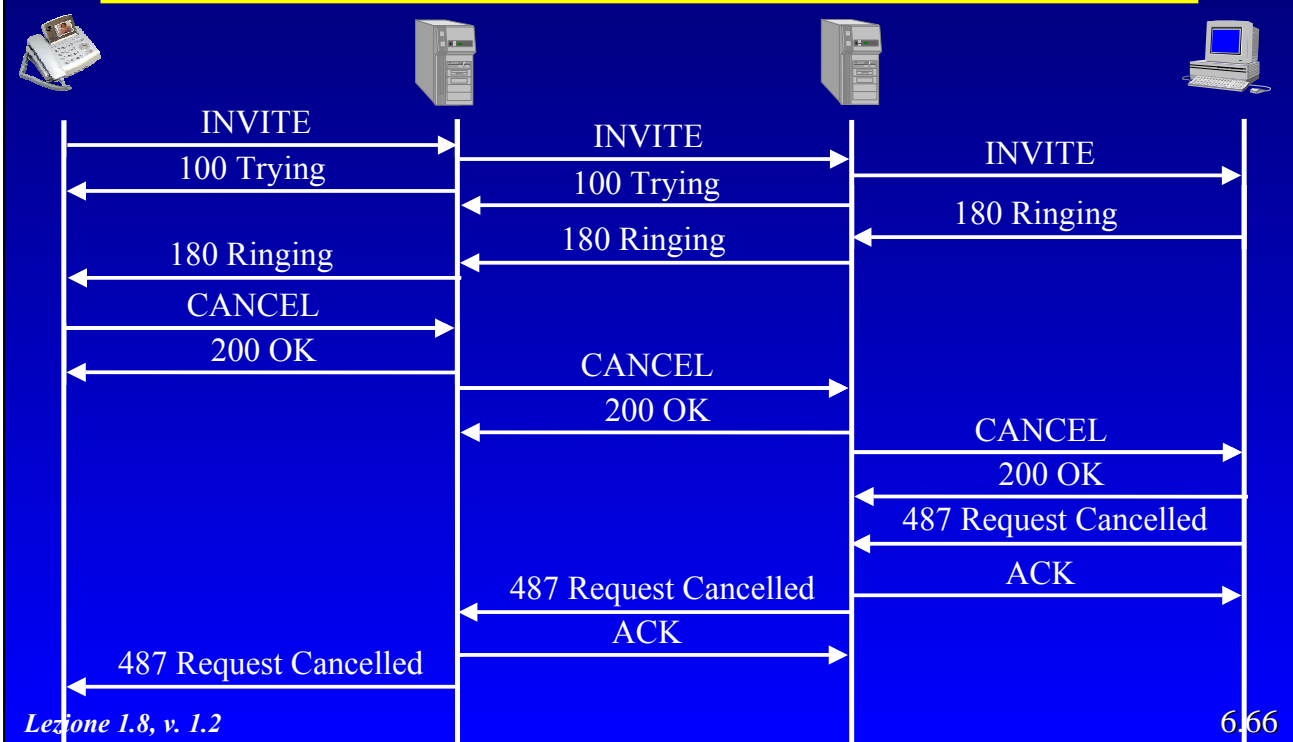 INVITE
INVITE
INVITE
100 Trying
100 Trying
180 Ringing
180 Ringing
180 Ringing
CANCEL
200 OK
CANCEL
200 OK
CANCEL
200 OK
487 Request Cancelled
ACK
487 Request Cancelled
ACK
487 Request Cancelled
Lezione 1.8, v. 1.2
6.66